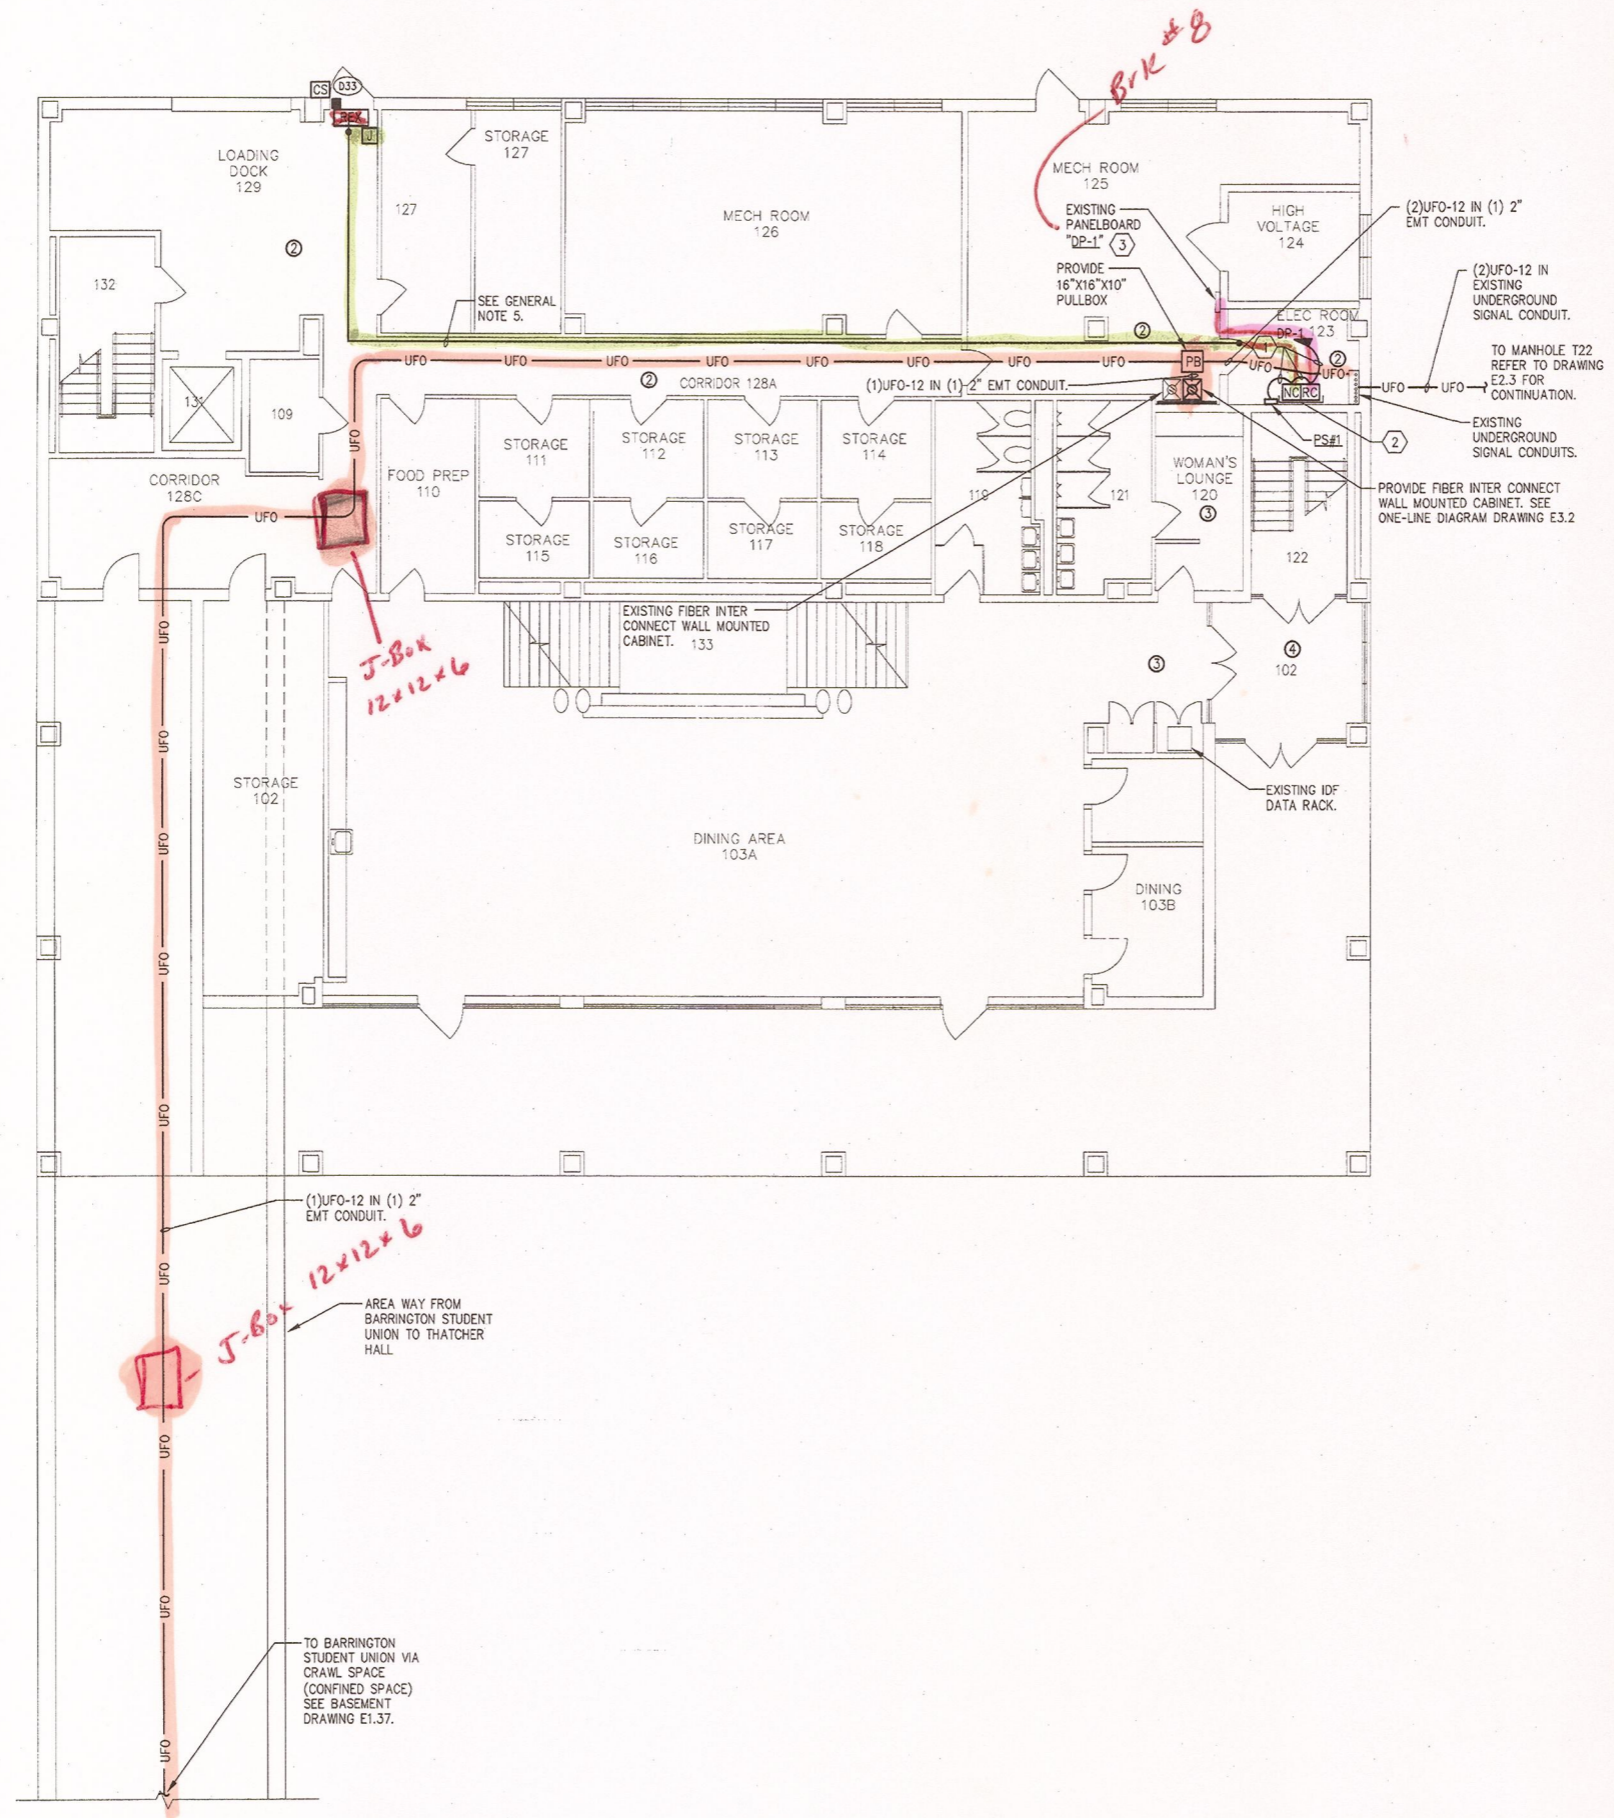 Brk #8
CS
D33
REX
J
LOADING
DOCK
129
STORAGE
127
127
MECH ROOM
126
MECH ROOM
125
EXISTING
PANELBOARD
"DP-1"
3
HIGH
VOLTAGE
124
(2)UFO-12 IN (1) 2"
EMT CONDUIT.
2
132
SEE GENERAL
NOTE 5.
PROVIDE
16"X16"X10"
PULLBOX
(2)UFO-12 IN
EXISTING
UNDERGROUND
SIGNAL CONDUIT.
ELEC ROOM
123
DP-1
2
1
2
TO MANHOLE T22
REFER TO DRAWING
E2.3 FOR
CONTINUATION.
UFO UFO UFO UFO UFO UFO UFO UFO
PB
UFO
UFO
UFO UFO
2
CORRIDOR 128A
(1)UFO-12 IN (1) 2" EMT CONDUIT.
NC RC
131
109
UFO
EXISTING
UNDERGROUND
SIGNAL CONDUITS.
PS#1
2
STORAGE
111
STORAGE
112
STORAGE
113
STORAGE
114
FOOD PREP
110
119
121
WOMAN'S
LOUNGE
120
3
CORRIDOR
128C
UFO
PROVIDE FIBER INTER CONNECT
WALL MOUNTED CABINET. SEE
ONE-LINE DIAGRAM DRAWING E3.2
STORAGE
115
STORAGE
116
STORAGE
117
STORAGE
118
122
EXISTING FIBER INTER
CONNECT WALL MOUNTED
CABINET.
133
J-Box
12x12x6
UFO
3
4
102
UFO
STORAGE
102
EXISTING IDF
DATA RACK.
UFO
DINING AREA
103A
DINING
103B
UFO
UFO
(1)UFO-12 IN (1) 2"
EMT CONDUIT.
UFO
J-Box 12x12x6
AREA WAY FROM
BARRINGTON STUDENT
UNION TO THATCHER
HALL
UFO
UFO
TO BARRINGTON
STUDENT UNION VIA
CRAWL SPACE
(CONFINED SPACE)
SEE BASEMENT
DRAWING E1.37.
UFO